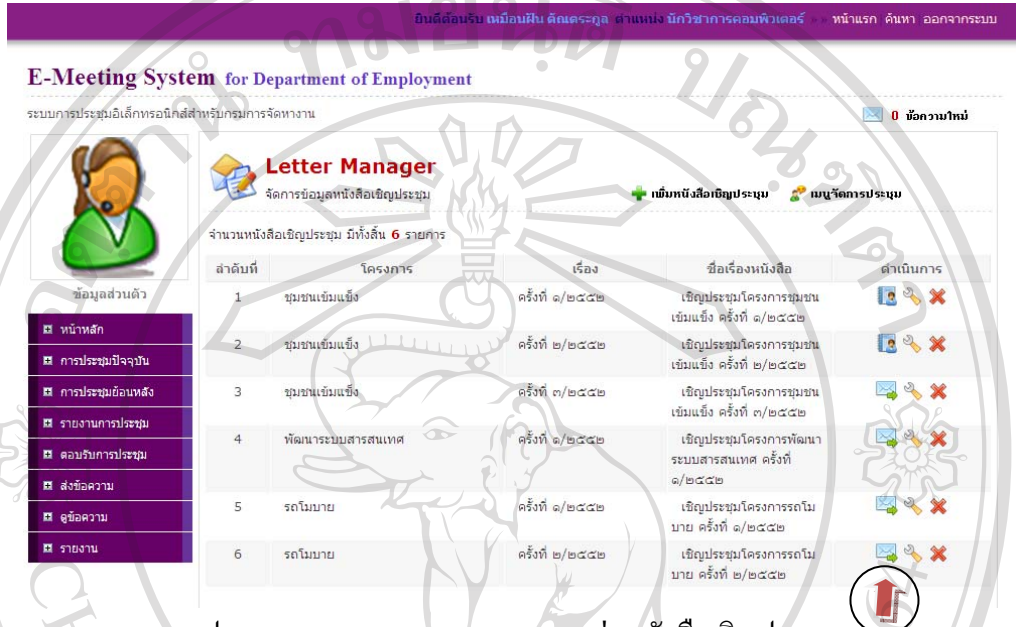 ยินดีต้อนรับ เหมือนฝัน คัณตระกูล ตำแหน่ง นักวิชาการคอมพิวเตอร์ »» หน้าแรก ค้นหา ออกจากระบบ
E-Meeting System for Department of Employment
ระบบการประชุมอิเล็กทรอนิกส์สำหรับกรมการจัดหางาน
0 ข้อความใหม่
Letter Manager
จัดการข้อมูลหนังสือเชิญประชุม
เพิ่มหนังสือเชิญประชุม เมนูจัดการประชุม
จำนวนหนังสือเชิญประชุม มีทั้งสิ้น 6 รายการ
ข้อมูลส่วนตัว
หน้าหลัก
การประชุมปัจจุบัน
การประชุมย้อนหลัง
รายงานการประชุม
ตอบรับการประชุม
ส่งข้อความ
ดูข้อความ
รายงาน
ลำดับที่ โครงการ เรื่อง ชื่อเรื่องหนังสือ ดำเนินการ
1 ชุมชนเข้มแข็ง ครั้งที่ ๑/๒๕๕๒ เชิญประชุมโครงการชุมชน
เข้มแข็ง ครั้งที่ ๑/๒๕๕๒
2 ชุมชนเข้มแข็ง ครั้งที่ ๒/๒๕๕๒ เชิญประชุมโครงการชุมชน
เข้มแข็ง ครั้งที่ ๒/๒๕๕๒
3 ชุมชนเข้มแข็ง ครั้งที่ ๓/๒๕๕๒ เชิญประชุมโครงการชุมชน
เข้มแข็ง ครั้งที่ ๓/๒๕๕๒
4 พัฒนาระบบสารสนเทศ ครั้งที่ ๑/๒๕๕๒ เชิญประชุมโครงการพัฒนา
ระบบสารสนเทศ ครั้งที่
๑/๒๕๕๒
5 รถโมบาย ครั้งที่ ๑/๒๕๕๒ เชิญประชุมโครงการรถโม
บาย ครั้งที่ ๑/๒๕๕๒
6 รถโมบาย ครั้งที่ ๒/๒๕๕๒ เชิญประชุมโครงการรถโม
บาย ครั้งที่ ๒/๒๕๕๒